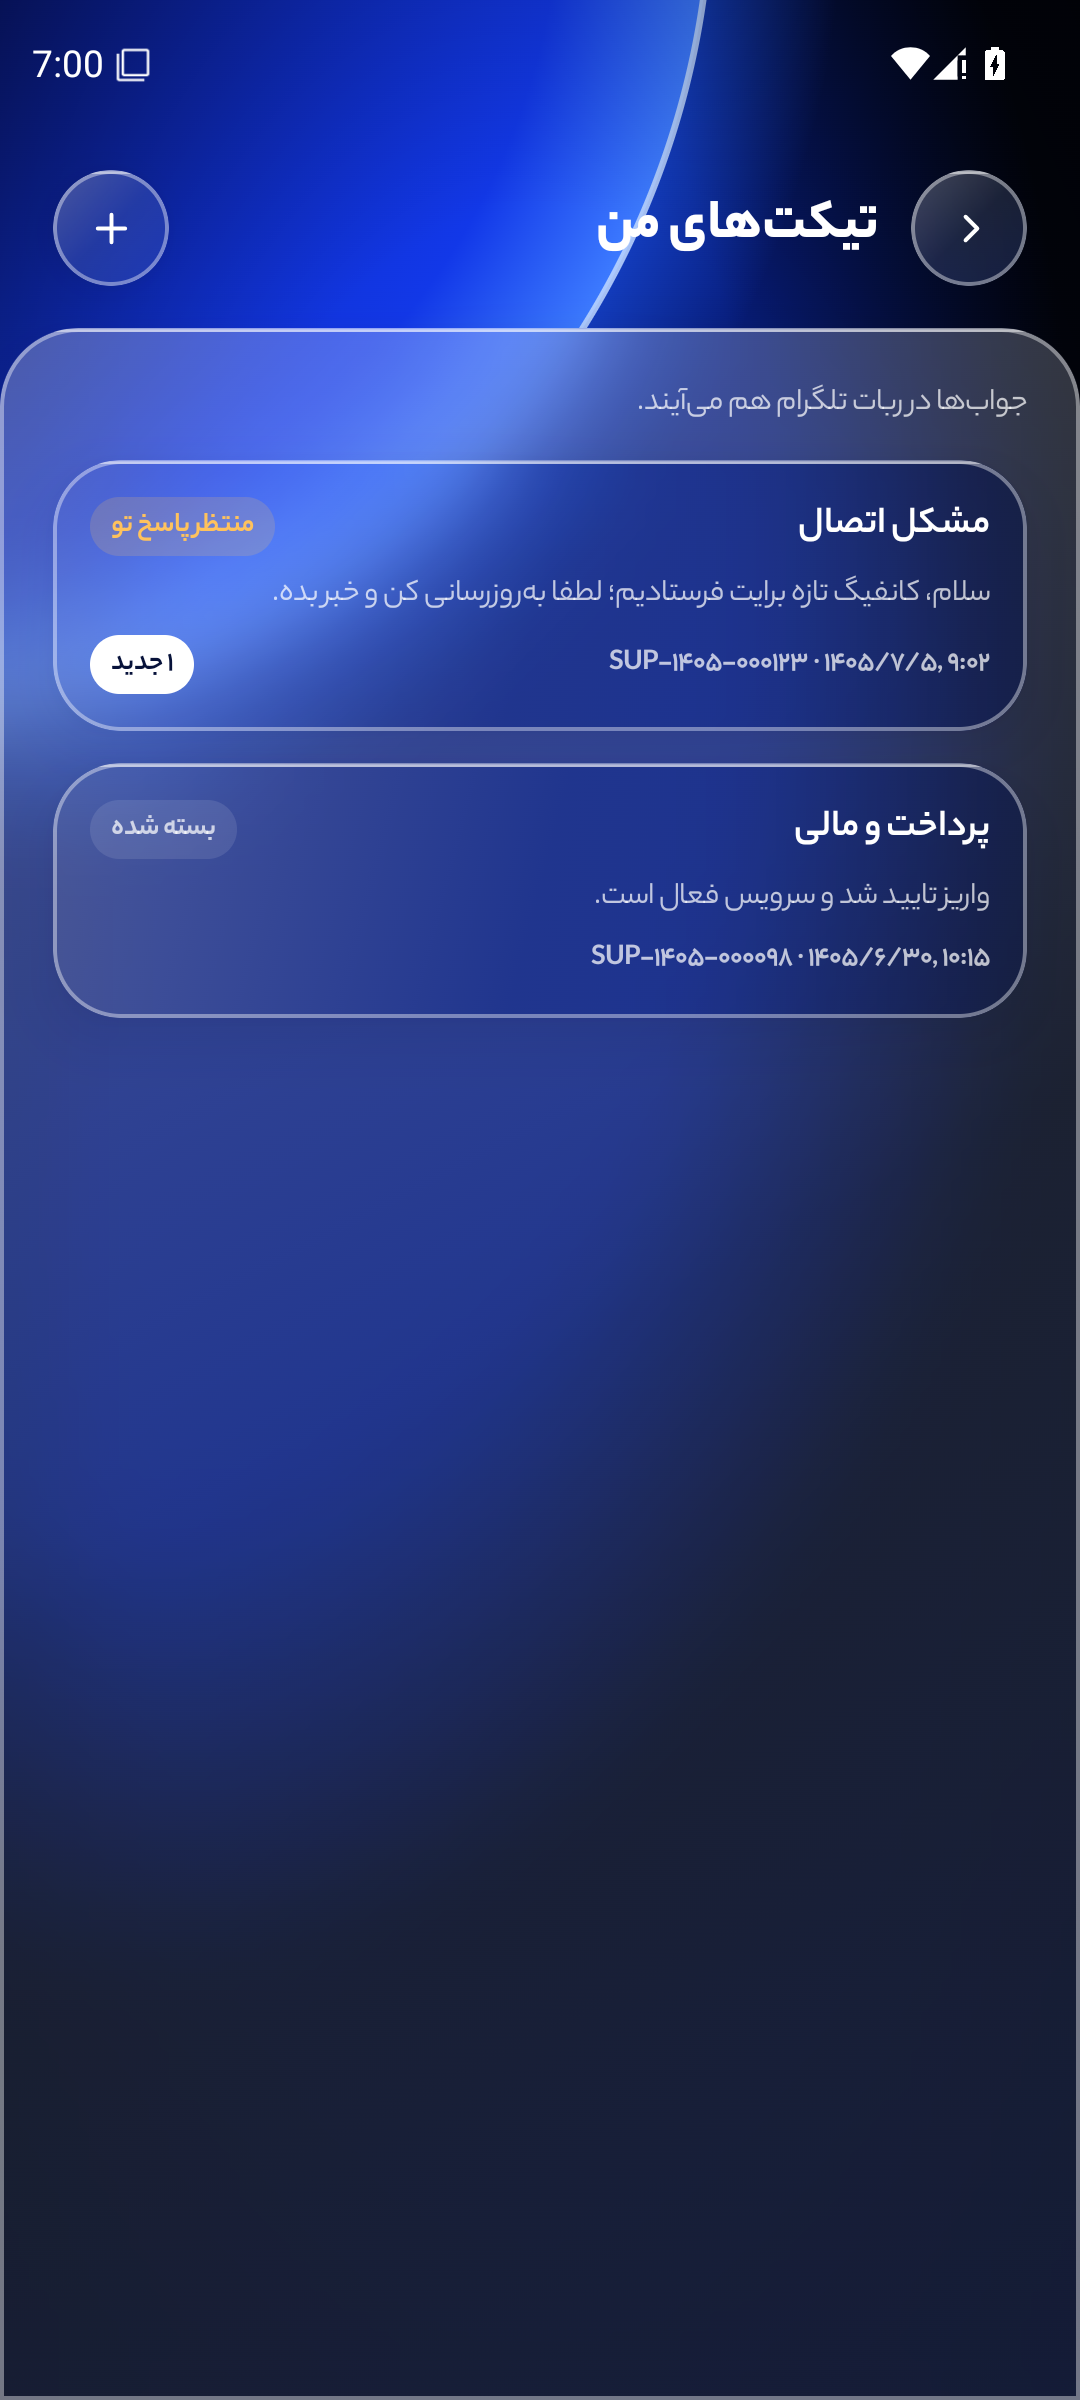 7:00
تیکت‌های من
جواب‌ها در ربات تلگرام هم می‌آیند.
مشکل اتصال
منتظر پاسخ تو
سلام، کانفیگ تازه برایت فرستادیم؛ لطفا به‌روزرسانی کن و خبر بده.
SUP-۱۴۰۵-۰۰۰۱۲۳ · ۱۴۰۵/۷/۵, ۹:۰۲
۱ جدید
پرداخت و مالی
بسته شده
واریز تایید شد و سرویس فعال است.
SUP-۱۴۰۵-۰۰۰۰۹۸ · ۱۴۰۵/۶/۳۰, ۱۰:۱۵